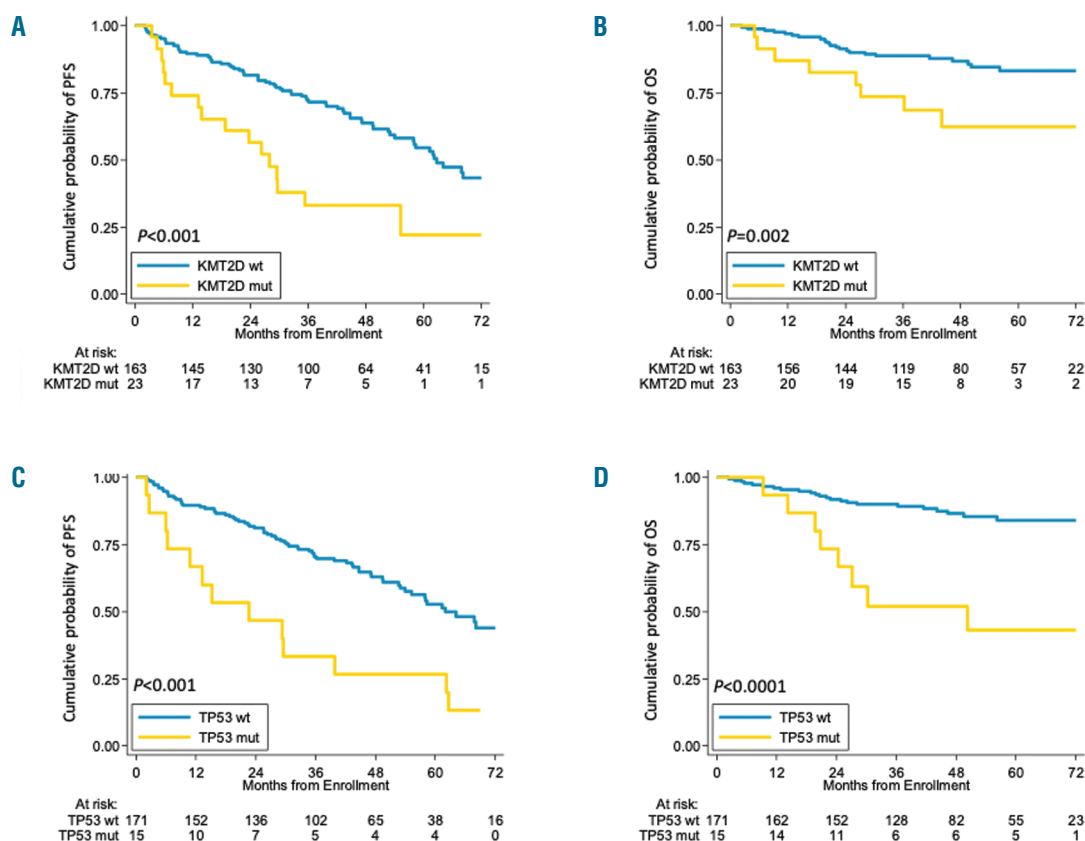 A
Cumulative probability of PFS
1.00
0.75
0.50
0.25
0.00
P<0.001
KMT2D wt
KMT2D mut
0 12 24 36 48 60 72
Months from Enrollment
At risk:
KMT2D wt 163 145 130 100 64 41 15
KMT2D mut 23 17 13 7 5 1 1
B
Cumulative probability of OS
1.00
0.75
0.50
0.25
0.00
P=0.002
KMT2D wt
KMT2D mut
0 12 24 36 48 60 72
Months from Enrollment
At risk:
KMT2D wt 163 156 144 119 80 57 22
KMT2D mut 23 20 19 15 8 3 2
C
Cumulative probability of PFS
1.00
0.75
0.50
0.25
0.00
P<0.001
TP53 wt
TP53 mut
0 12 24 36 48 60 72
Months from Enrollment
At risk:
TP53 wt 171 152 136 102 65 38 16
TP53 mut 15 10 7 5 4 4 0
D
Cumulative probability of OS
1.00
0.75
0.50
0.25
0.00
P<0.0001
TP53 wt
TP53 mut
0 12 24 36 48 60 72
Months from Enrollment
At risk:
TP53 wt 171 162 152 128 82 55 23
TP53 mut 15 14 11 6 6 5 1